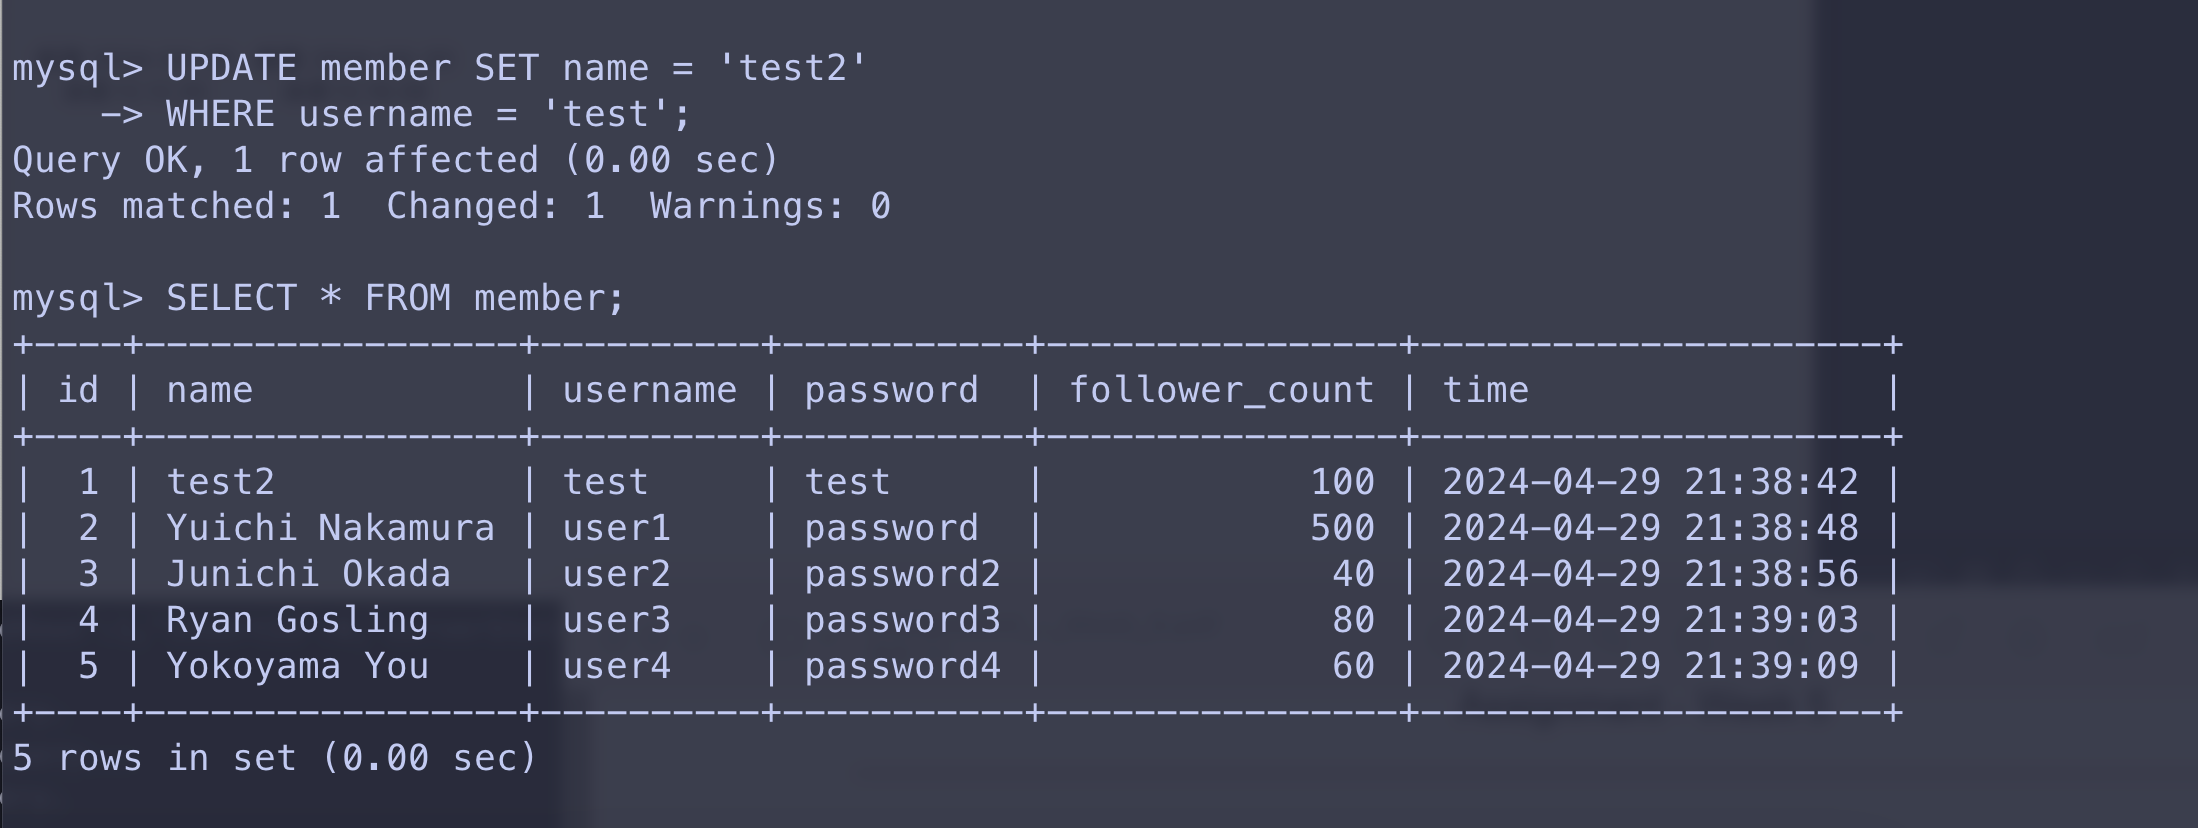 mysql> UPDATE member SET name = 'test2'
    -> WHERE username = 'test';
Query OK, 1 row affected (0.00 sec)
Rows matched: 1  Changed: 1  Warnings: 0

mysql> SELECT * FROM member;
+----+-----------------+----------+-----------+----------------+---------------------+
| id | name            | username | password  | follower_count | time                |
+----+-----------------+----------+-----------+----------------+---------------------+
|  1 | test2           | test     | test      |            100 | 2024-04-29 21:38:42 |
|  2 | Yuichi Nakamura | user1    | password  |            500 | 2024-04-29 21:38:48 |
|  3 | Junichi Okada   | user2    | password2 |             40 | 2024-04-29 21:38:56 |
|  4 | Ryan Gosling    | user3    | password3 |             80 | 2024-04-29 21:39:03 |
|  5 | Yokoyama You    | user4    | password4 |             60 | 2024-04-29 21:39:09 |
+----+-----------------+----------+-----------+----------------+---------------------+
5 rows in set (0.00 sec)